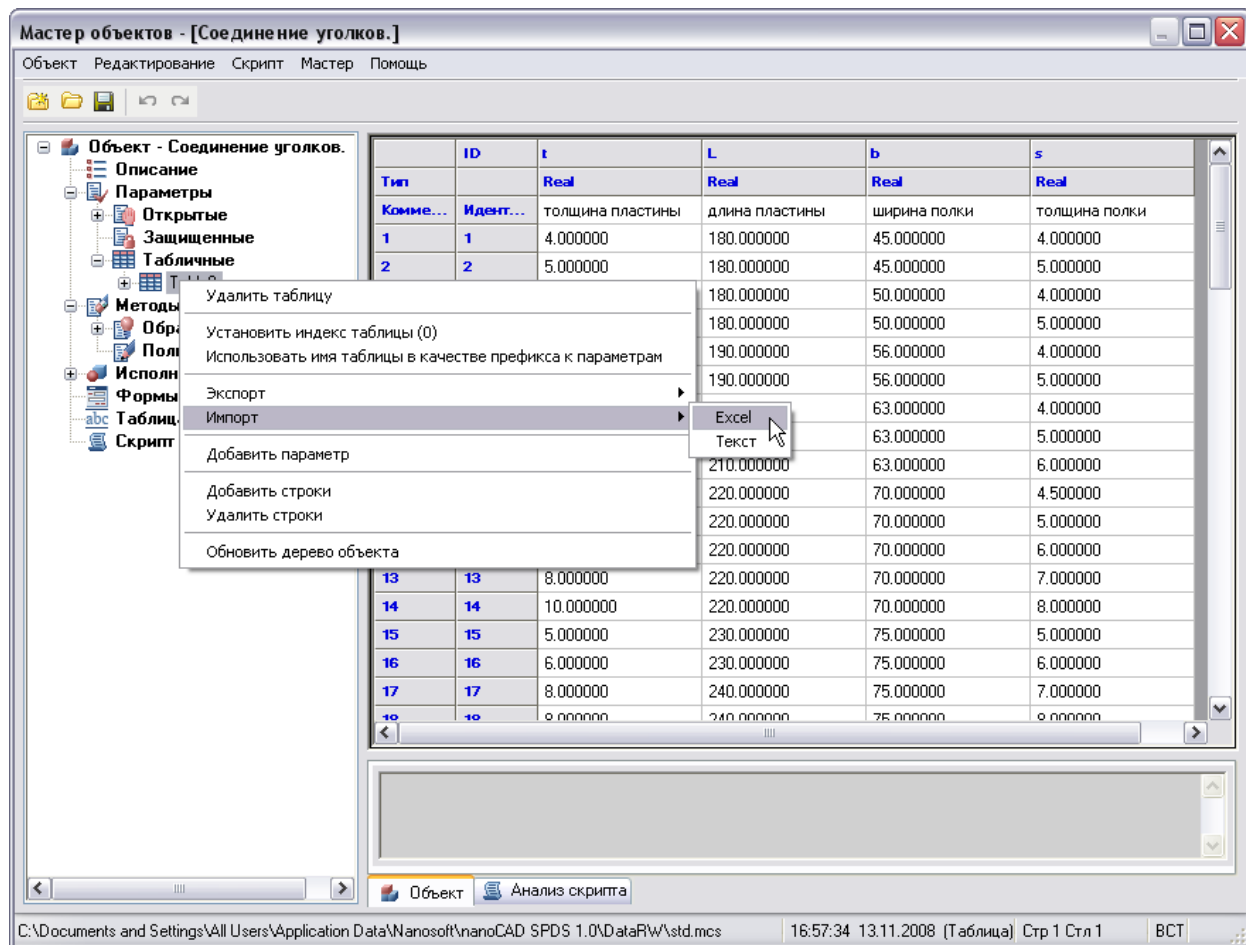 Мастер объектов - [Соединение уголков.]
Объект Редактирование Скрипт Мастер Помощь
Объект - Соединение уголков.
Описание
Параметры
Открытые
Защищенные
Табличные
Методы
Исполн
Формы
abc Таблиц
Скрипт
Удалить таблицу
Установить индекс таблицы (0)
Использовать имя таблицы в качестве префикса к параметрам
Экспорт
Импорт
Добавить параметр
Добавить строки
Удалить строки
Обновить дерево объекта
Excel
Текст
ID t L b s
Тип Real Real Real Real
Комме... Идент... толщина пластины длина пластины ширина полки толщина полки
1 1 4.000000 180.000000 45.000000 4.000000
2 2 5.000000 180.000000 45.000000 5.000000
180.000000 50.000000 4.000000
180.000000 50.000000 5.000000
190.000000 56.000000 4.000000
190.000000 56.000000 5.000000
63.000000 4.000000
63.000000 5.000000
210.000000 63.000000 6.000000
220.000000 70.000000 4.500000
220.000000 70.000000 5.000000
220.000000 70.000000 6.000000
13 13 8.000000 220.000000 70.000000 7.000000
14 14 10.000000 220.000000 70.000000 8.000000
15 15 5.000000 230.000000 75.000000 5.000000
16 16 6.000000 230.000000 75.000000 6.000000
17 17 8.000000 240.000000 75.000000 7.000000
240.000000 75.000000
Объект Анализ скрипта
C:\Documents and Settings\All Users\Application Data\Nanosoft\nanoCAD SPDS 1.0\DataRW\std.mcs 16:57:34 13.11.2008 (Таблица) Стр 1 Стл 1 ВСТ